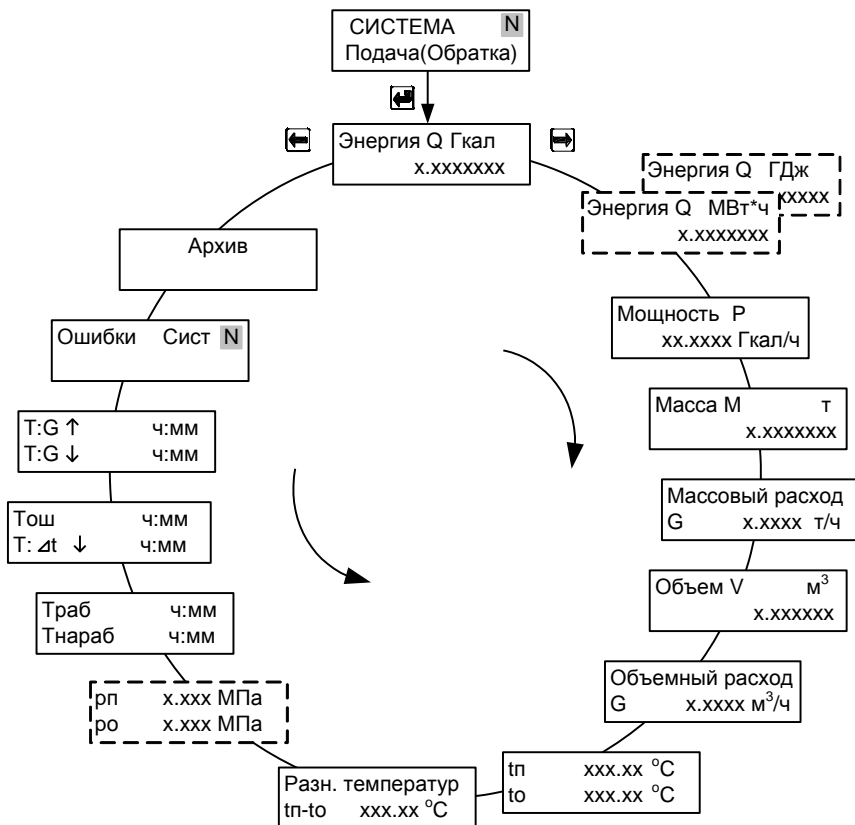 СИСТЕМА N
Подача(Обратка)
Энергия Q Гкал
x.xxxxxxx
Энергия Q ГДж
xxxxx
Энергия Q МВт*ч
x.xxxxxxx
Мощность P
xx.xxxx Гкал/ч
Масса M т
x.xxxxxxx
Массовый расход
G x.xxxx т/ч
Объем V м³
x.xxxxxx
Объемный расход
G x.xxxx м³/ч
tп xxx.xx °C
to xxx.xx °C
Разн. температур
tп-to xxx.xx °C
рп x.xxx МПа
ро x.xxx МПа
Траб ч:мм
Тнараб ч:мм
Тош ч:мм
T: ⊿t ↓ ч:мм
T:G ↑ ч:мм
T:G ↓ ч:мм
Ошибки Сист N
Архив